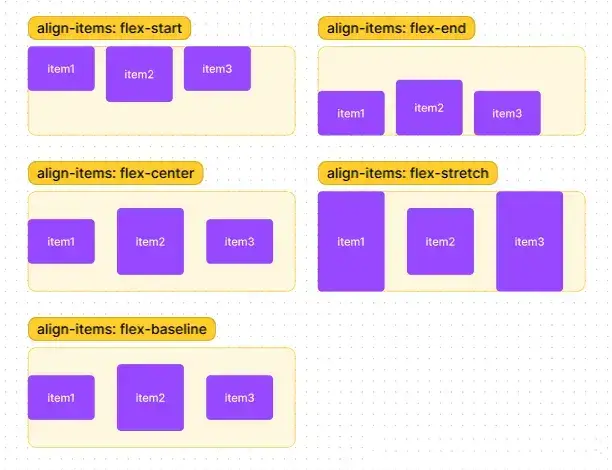 align-items: flex-start
item1
item2
item3
align-items: flex-end
item1
item2
item3
align-items: flex-center
item1
item2
item3
align-items: flex-stretch
item1
item2
item3
align-items: flex-baseline
item1
item2
item3